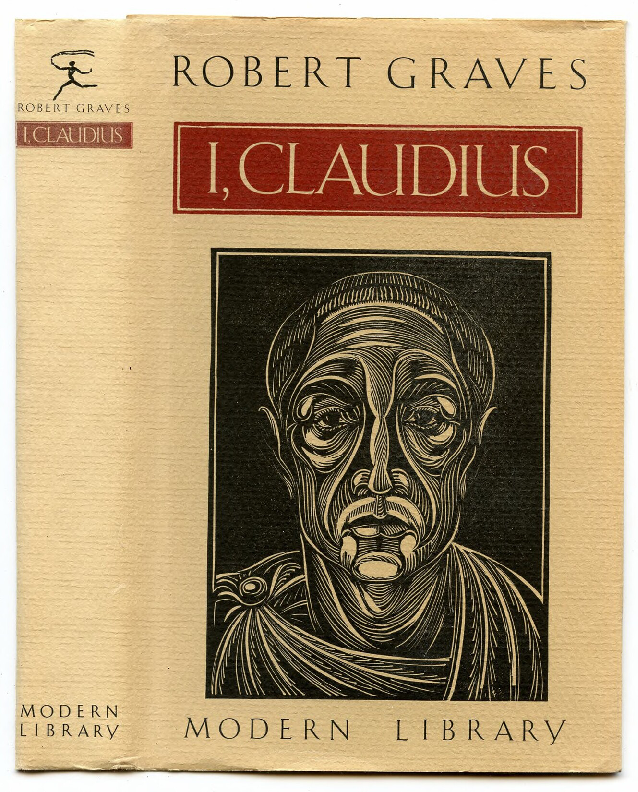 ROBERT GRAVES
I, CLAUDIUS
MODERN
LIBRARY
ROBERT GRAVES
I, CLAUDIUS
MODERN LIBRARY